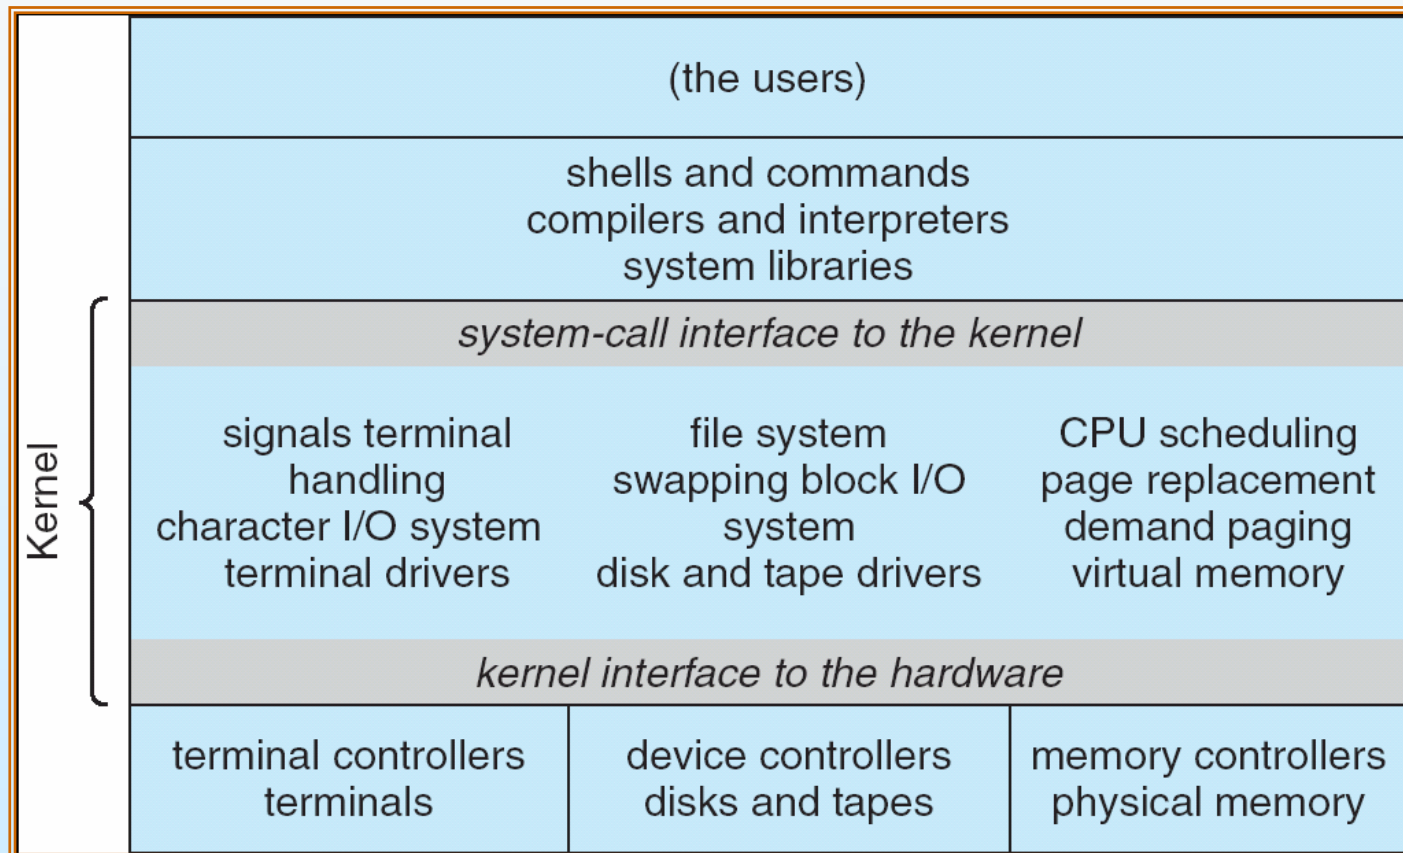 (the users)
shells and commands
compilers and interpreters
system libraries
Kernel
system-call interface to the kernel
signals terminal
handling
character I/O system
terminal drivers
file system
swapping block I/O
system
disk and tape drivers
CPU scheduling
page replacement
demand paging
virtual memory
kernel interface to the hardware
terminal controllers
terminals
device controllers
disks and tapes
memory controllers
physical memory